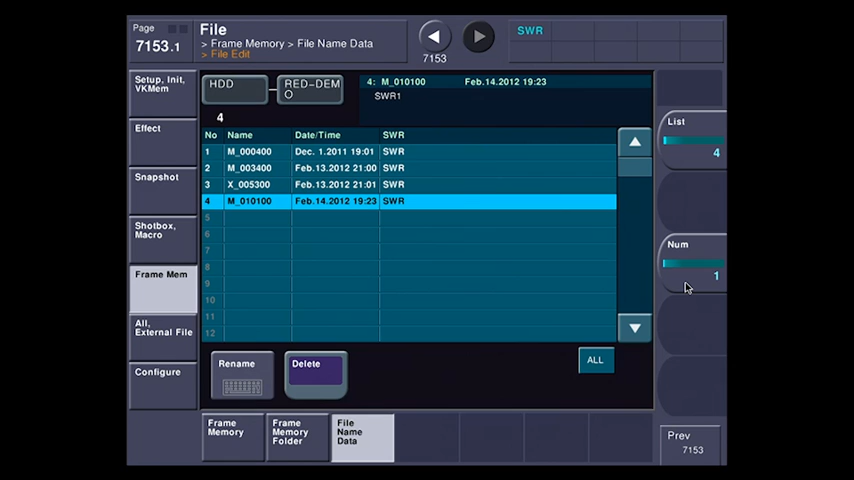 Page
7153.1
File
> Frame Memory > File Name Data
> File Edit
7153
SWR
Setup, Init,
VKMem
Effect
Snapshot
Shotbox,
Macro
Frame Mem
All,
External File
Configure
HDD
RED-DEM
O
4
4: M_010100 Feb.14.2012 19:23
SWR1
No Name Date/Time SWR
1 M_000400 Dec. 1.2011 19:01 SWR
2 M_003400 Feb.13.2012 21:00 SWR
3 X_005300 Feb.13.2012 21:01 SWR
4 M_010100 Feb.14.2012 19:23 SWR
5
6
7
8
9
10
11
12
Rename
Delete
ALL
List
4
Num
1
Frame
Memory
Frame
Memory
Folder
File
Name
Data
Prev
7153